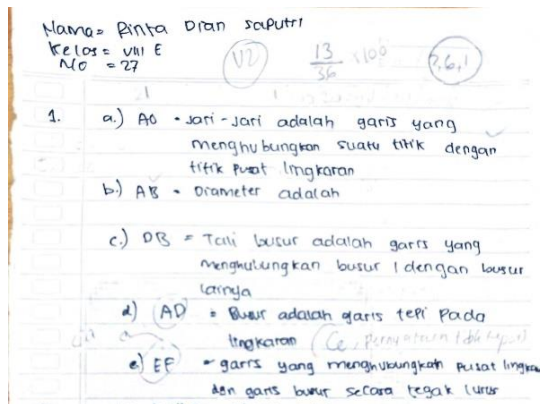 Nama = Rinta Dian Saputri
Kelas = VIII E
No = 27
V2
13/36 x 100
1. a.) AO = Jari-Jari adalah garis yang
menghubungkan suatu titik dengan
titik pusat lingkaran
b.) AB = Diameter adalah
c.) DB = Tali busur adalah garis yang
menghubungkan busur 1 dengan busur
lainya
d) AD = Busur adalah garis tepi pada
lingkaran
e) EF = garis yang menghubungkan pusat lingkaran
dan garis busur secara tegak lurus